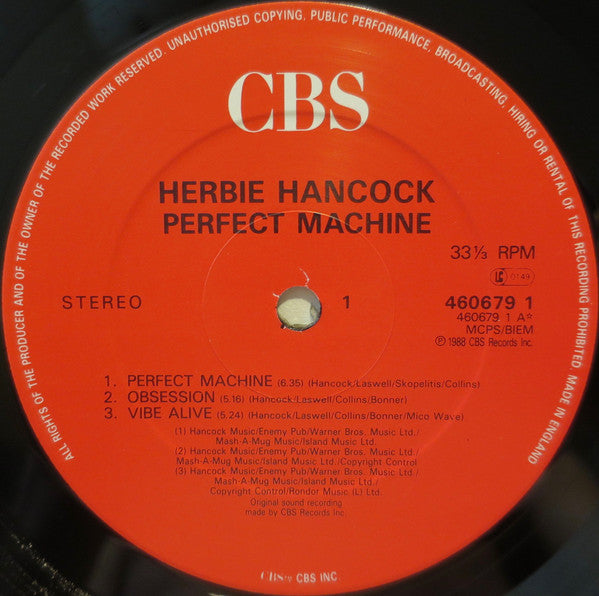 ALL RIGHTS OF THE PRODUCER AND OF THE OWNER OF THE RECORDED WORK RESERVED. UNAUTHORISED COPYING, PUBLIC PERFORMANCE, BROADCASTING, HIRING OR RENTAL OF THIS RECORDING PROHIBITED. MADE IN ENGLAND
CBS
HERBIE HANCOCK
PERFECT MACHINE
33⅓ RPM
LC 0149
STEREO 1 460679 1
460679 1 A☆
MCPS/BIEM
℗ 1988 CBS Records Inc.
1. PERFECT MACHINE (6.35) (Hancock/Laswell/Skopelitis/Collins)
2. OBSESSION (5.16) (Hancock/Laswell/Collins/Bonner)
3. VIBE ALIVE (5.24) (Hancock/Laswell/Collins/Bonner/Mico Wave)
(1) Hancock Music/Enemy Pub/Warner Bros. Music Ltd./
Mash-A-Mug Music/Island Music Ltd.
(2) Hancock Music/Enemy Pub/Warner Bros. Music Ltd./
Mash-A-Mug Music/Island Music Ltd./Copyright Control
(3) Hancock Music/Enemy Pub/Warner Bros. Music Ltd./
Mash-A-Mug Music/Island Music Ltd./
Copyright Control/Rondor Music (L) Ltd.
Original sound recording
made by CBS Records Inc.
CBS™ CBS INC